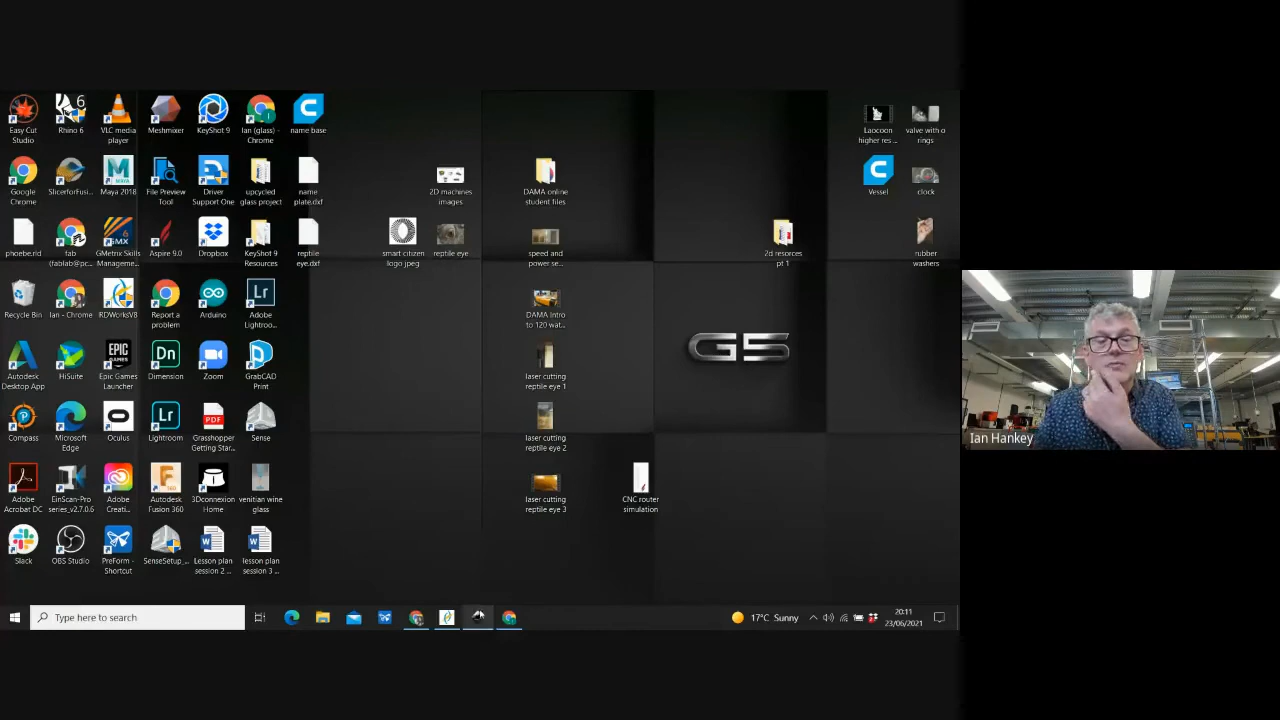 Easy Cut
Studio
6
Rhino 6
VLC media
player
Meshmixer
KeyShot 9
Ian (glass) -
Chrome
name base
Google
Chrome
SlicerforFusi...
Maya 2018
File Preview
Tool
Driver
Support One
upcycled
glass project
name
plate.dxf
phoebe.rld
fab
(fablab@pc...
GMX
GMetrix Skills
Manageme...
Aspire 9.0
Dropbox
KeyShot 9
Resources
reptile
eye.dxf
Recycle Bin
Ian - Chrome
RDWorksV8
Report a
problem
Arduino
Lr
Adobe
Lightroo...
Autodesk
Desktop App
HiSuite
EPIC
GAMES
Epic Games
Launcher
Dn
Dimension
Zoom
GrabCAD
Print
Compass
Microsoft
Edge
Oculus
Lr
Lightroom
PDF
Grasshopper
Getting Star...
Sense
Adobe
Acrobat DC
EinScan-Pro
series_v2.7.0.6
Adobe
Creati...
Autodesk
Fusion 360
3Dconnexion
Home
venitian wine
glass
Slack
OBS Studio
PreForm -
Shortcut
SenseSetup_...
Lesson plan
session 2 ...
lesson plan
session 3 ...
2D machines
images
smart citizen
logo jpeg
reptile eye
DAMA online
student files
speed and
power se...
DAMA Intro
to 120 wat...
laser cutting
reptile eye 1
laser cutting
reptile eye 2
laser cutting
reptile eye 3
CNC router
simulation
2d resorces
pt 1
Laocoon
higher res ...
valve with o
rings
Vessel
clock
rubber
washers
G5
Ian Hankey
Type here to search
17°C Sunny
20:11
23/06/2021